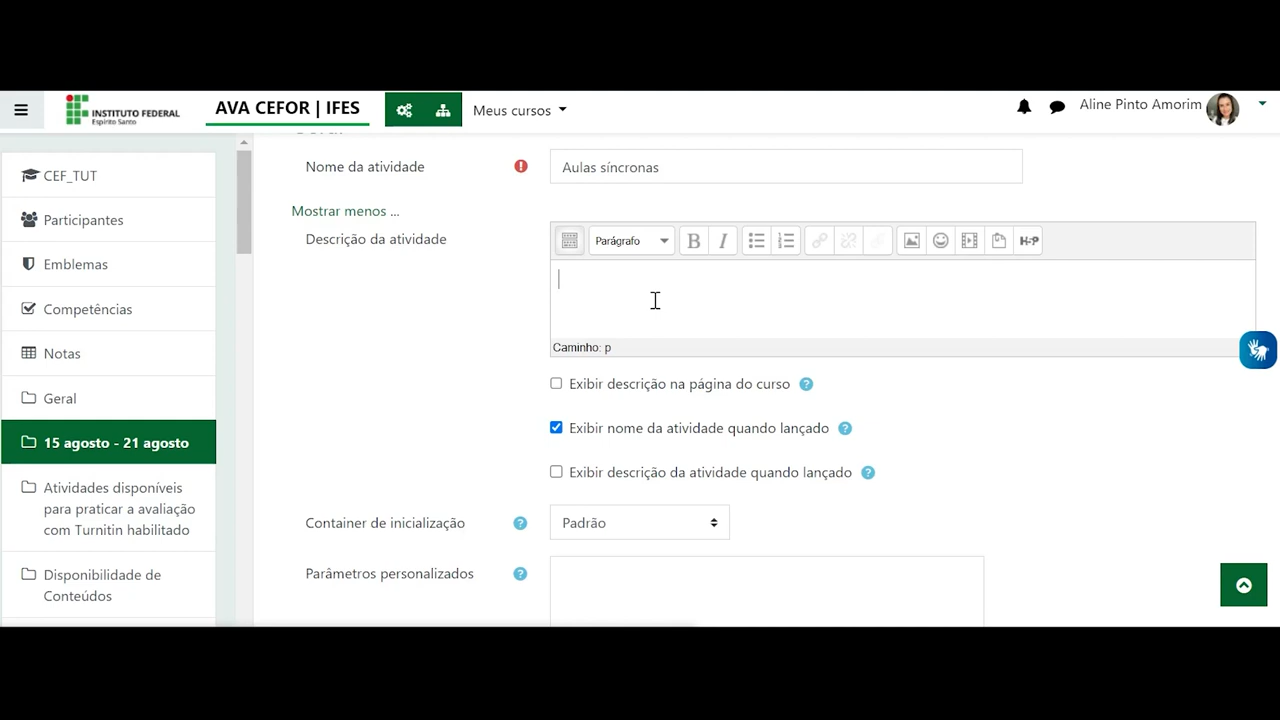 INSTITUTO FEDERAL
Espírito Santo
AVA CEFOR | IFES
Meus cursos
Aline Pinto Amorim
CEF_TUT
Participantes
Emblemas
Competências
Notas
Geral
15 agosto - 21 agosto
Atividades disponíveis
para praticar a avaliação
com Turnitin habilitado
Disponibilidade de
Conteúdos
Nome da atividade
Aulas síncronas
Mostrar menos ...
Descrição da atividade
Parágrafo
B
I
H-P
Caminho: p
Exibir descrição na página do curso
Exibir nome da atividade quando lançado
Exibir descrição da atividade quando lançado
Container de inicialização
Padrão
Parâmetros personalizados